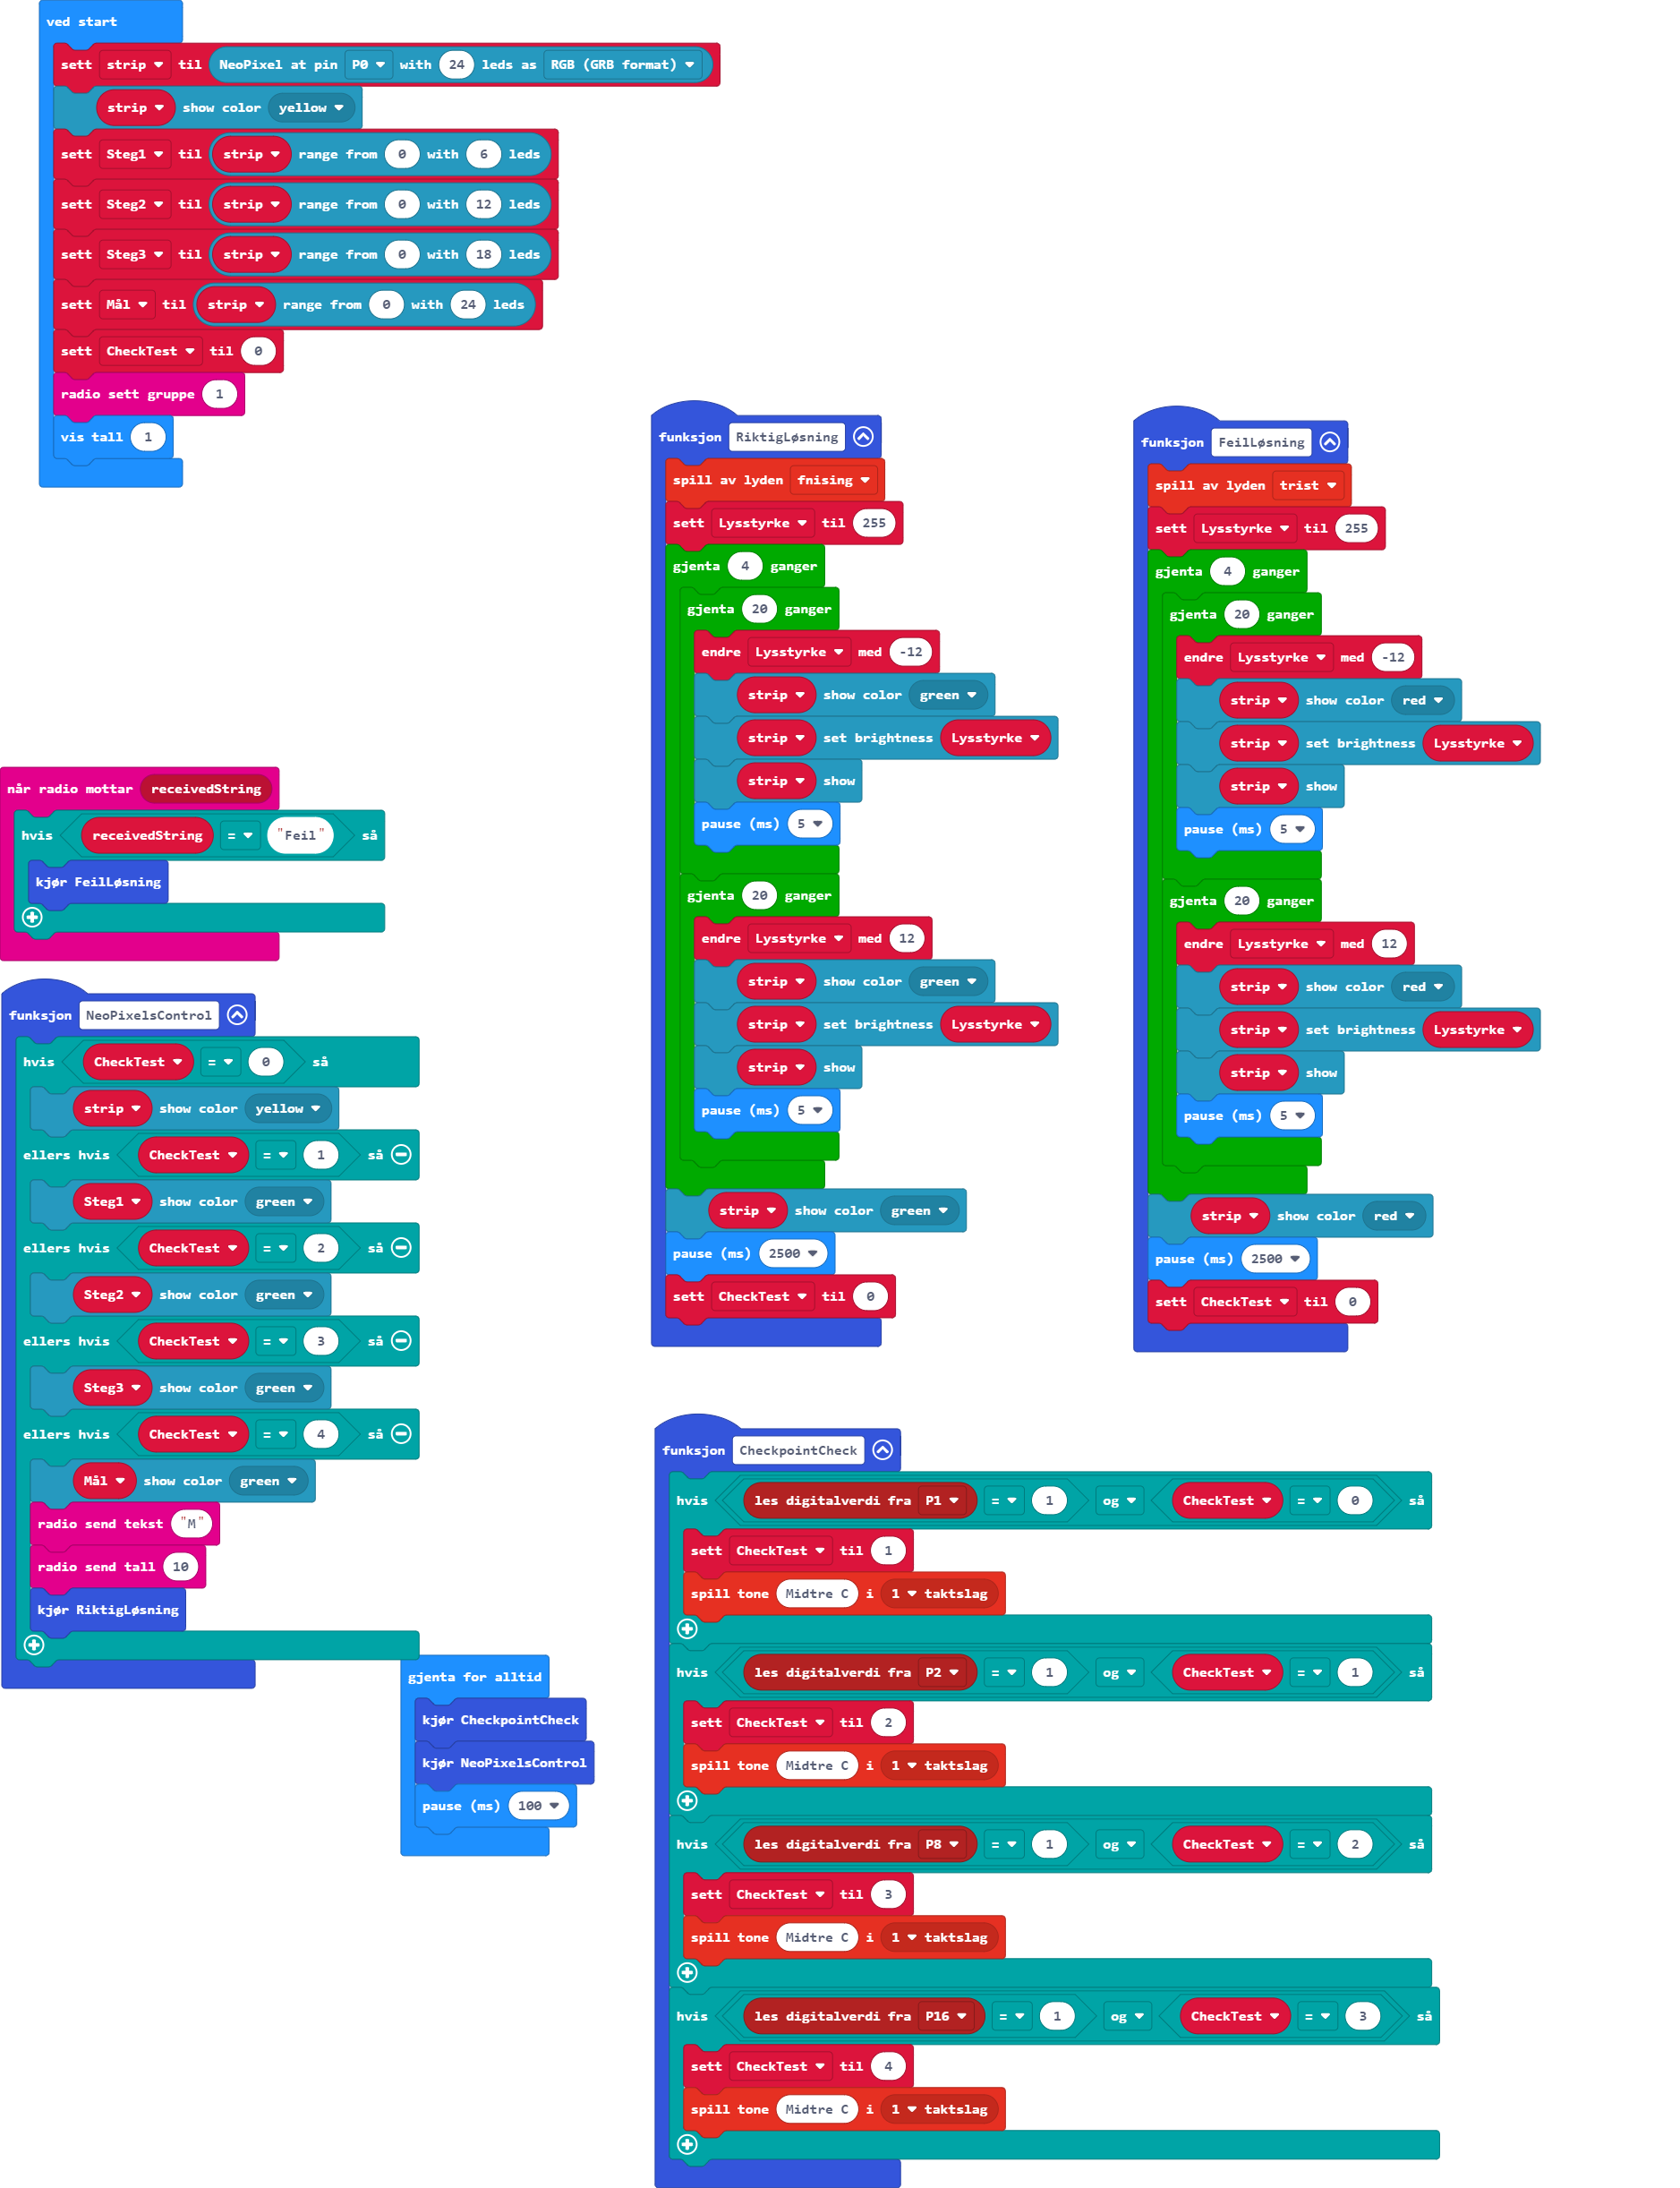 ved start
sett strip til NeoPixel at pin P0 with 24 leds as RGB (GRB format)
strip show color yellow
sett Steg1 til strip range from 0 with 6 leds
sett Steg2 til strip range from 0 with 12 leds
sett Steg3 til strip range from 0 with 18 leds
sett Mål til strip range from 0 with 24 leds
sett CheckTest til 0
radio sett gruppe 1
vis tall 1
når radio mottar receivedString
hvis receivedString = "Feil" så
kjør FeilLøsning
funksjon NeoPixelsControl
hvis CheckTest = 0 så
strip show color yellow
ellers hvis CheckTest = 1 så
Steg1 show color green
ellers hvis CheckTest = 2 så
Steg2 show color green
ellers hvis CheckTest = 3 så
Steg3 show color green
ellers hvis CheckTest = 4 så
Mål show color green
radio send tekst "M"
radio send tall 10
kjør RiktigLøsning
gjenta for alltid
kjør CheckpointCheck
kjør NeoPixelsControl
pause (ms) 100
funksjon RiktigLøsning
spill av lyden fnising
sett Lysstyrke til 255
gjenta 4 ganger
gjenta 20 ganger
endre Lysstyrke med -12
strip show color green
strip set brightness Lysstyrke
strip show
pause (ms) 5
gjenta 20 ganger
endre Lysstyrke med 12
strip show color green
strip set brightness Lysstyrke
strip show
pause (ms) 5
strip show color green
pause (ms) 2500
sett CheckTest til 0
funksjon FeilLøsning
spill av lyden trist
sett Lysstyrke til 255
gjenta 4 ganger
gjenta 20 ganger
endre Lysstyrke med -12
strip show color red
strip set brightness Lysstyrke
strip show
pause (ms) 5
gjenta 20 ganger
endre Lysstyrke med 12
strip show color red
strip set brightness Lysstyrke
strip show
pause (ms) 5
strip show color red
pause (ms) 2500
sett CheckTest til 0
funksjon CheckpointCheck
hvis les digitalverdi fra P1 = 1 og CheckTest = 0 så
sett CheckTest til 1
spill tone Midtre C i 1 taktslag
hvis les digitalverdi fra P2 = 1 og CheckTest = 1 så
sett CheckTest til 2
spill tone Midtre C i 1 taktslag
hvis les digitalverdi fra P8 = 1 og CheckTest = 2 så
sett CheckTest til 3
spill tone Midtre C i 1 taktslag
hvis les digitalverdi fra P16 = 1 og CheckTest = 3 så
sett CheckTest til 4
spill tone Midtre C i 1 taktslag